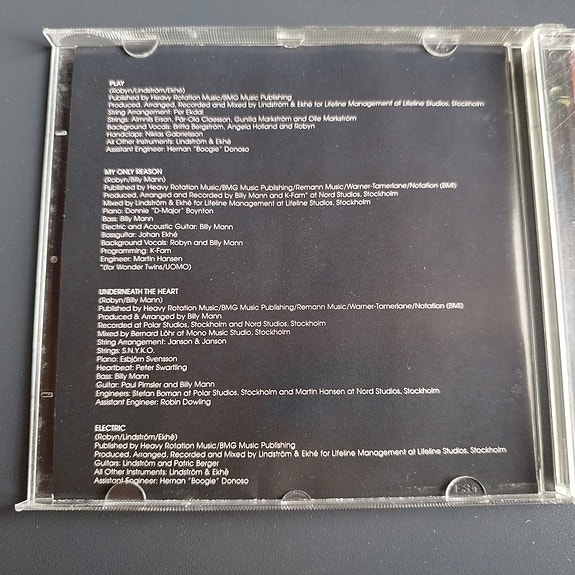 PLAY
(Robyn/Lindström/Ekhé)
Published by Heavy Rotation Music/BMG Music Publishing
Produced, Arranged, Recorded and Mixed by Lindström & Ekhé for Lifeline Management at Lifeline Studios, Stockholm
String Arrangement: Per Ekdal
Strings: Almnils Erson, Pär-Ola Claesson, Gunilla Markström and Olle Markström
Background Vocals: Britta Bergström, Angela Holland and Robyn
Handclaps: Niklas Gabrielsson
All Other Instruments: Lindström & Ekhé
Assistant Engineer: Hernan "Boogie" Donoso
MY ONLY REASON
(Robyn/Billy Mann)
Published by Heavy Rotation Music/BMG Music Publishing/Remann Music/Warner-Tamerlane/Notation (BMI)
Produced, Arranged and Recorded by Billy Mann and K-Fam* at Nord Studios, Stockholm
Mixed by Lindström & Ekhé for Lifeline Management at Lifeline Studios, Stockholm
Piano: Donnie "D-Major" Boynton
Bass: Billy Mann
Electric and Acoustic Guitar: Billy Mann
Bassguitar: Johan Ekhé
Background Vocals: Robyn and Billy Mann
Programming: K-Fam
Engineer: Martin Hansen
*(for Wonder Twins/UOMO)
UNDERNEATH THE HEART
(Robyn/Billy Mann)
Published by Heavy Rotation Music/BMG Music Publishing/Remann Music/Warner-Tamerlane/Notation (BMI)
Produced & Arranged by Billy Mann
Recorded at Polar Studios, Stockholm and Nord Studios, Stockholm
Mixed by Bernard Löhr at Mono Music Studio, Stockholm
String Arrangement: Janson & Janson
Strings: S.N.Y.K.O.
Piano: Esbjörn Svensson
Heartbeat: Peter Swartling
Bass: Billy Mann
Guitar: Paul Pimsler and Billy Mann
Engineers: Stefan Boman at Polar Studios, Stockholm and Martin Hansen at Nord Studios, Stockholm
Assistant Engineer: Robin Dowling
ELECTRIC
(Robyn/Lindström/Ekhé)
Published by Heavy Rotation Music/BMG Music Publishing
Produced, Arranged, Recorded and Mixed by Lindström & Ekhé for Lifeline Management at Lifeline Studios, Stockholm
Guitars: Lindström and Patric Berger
All Other Instruments: Lindström & Ekhé
Assistant Engineer: Hernan "Boogie" Donoso